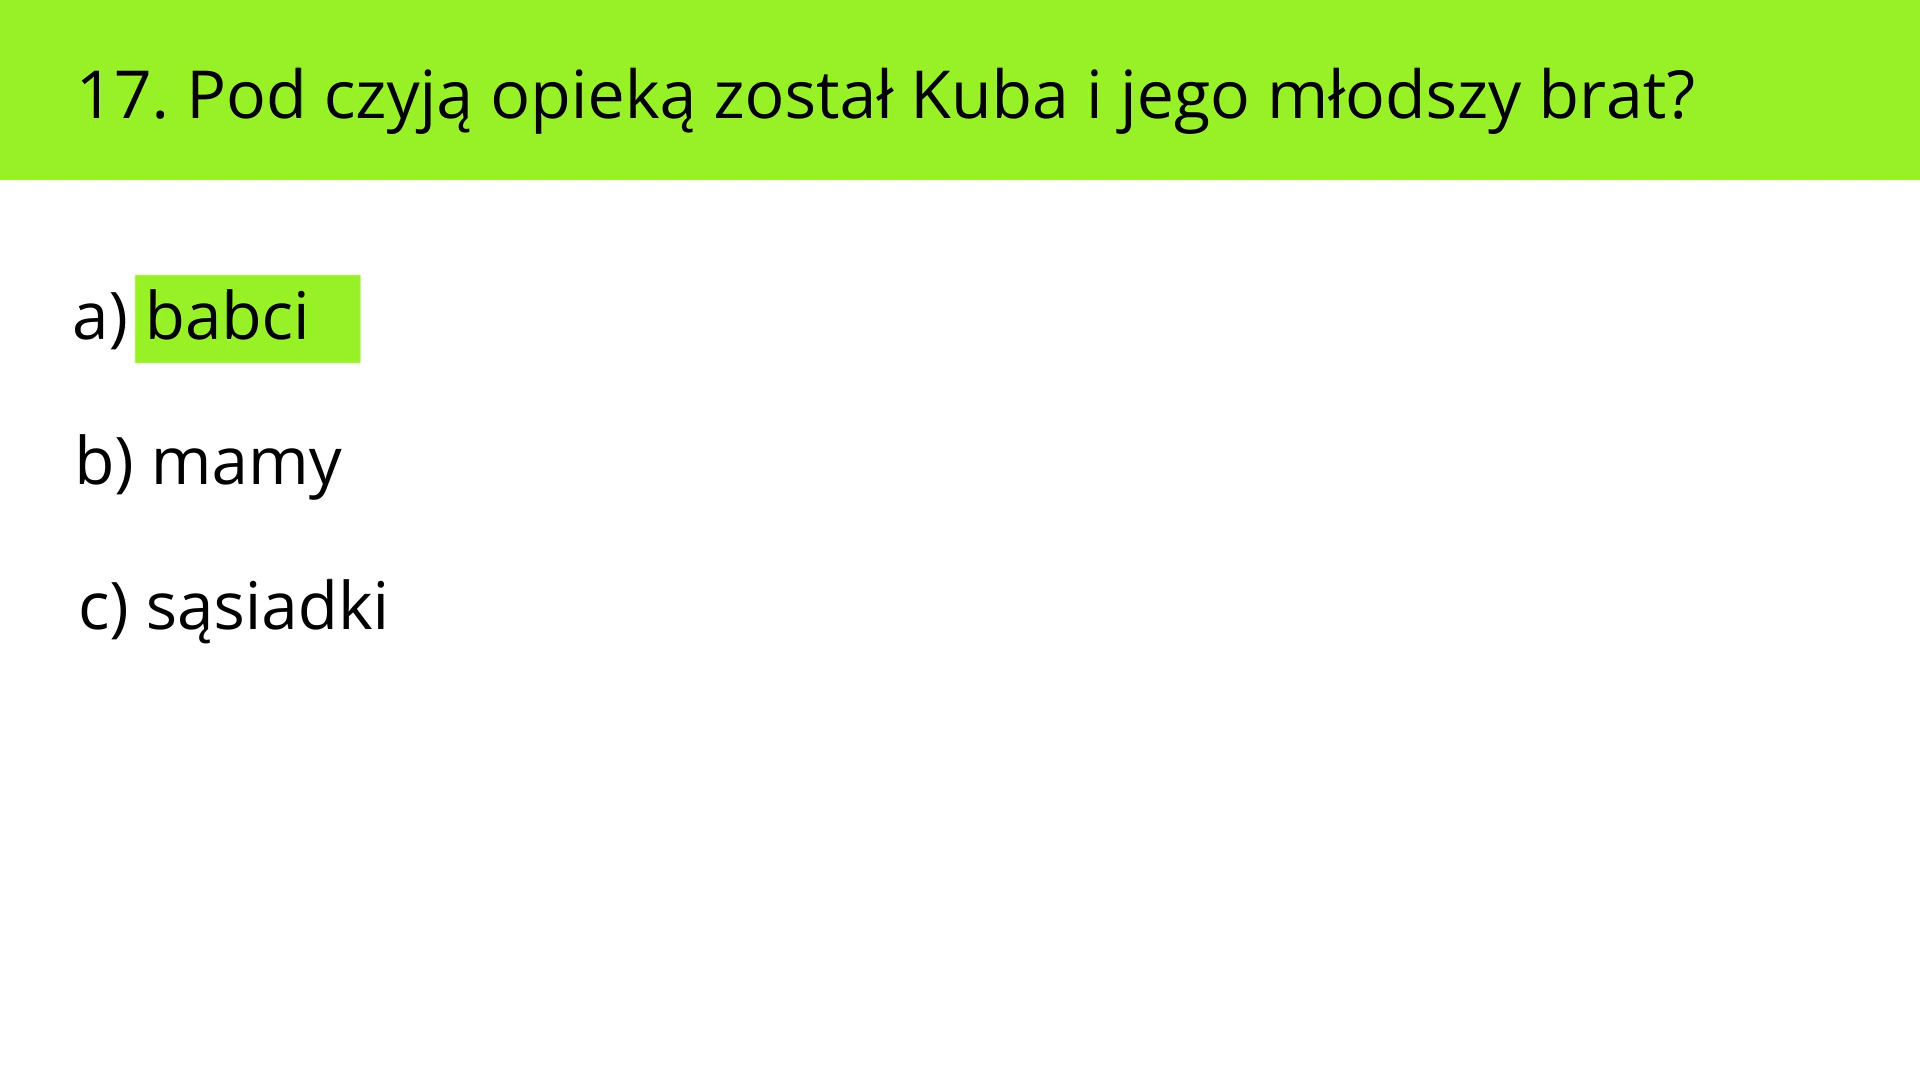 17. Pod czyją opieką został Kuba i jego młodszy brat?
a) babci
b) mamy
c) sąsiadki